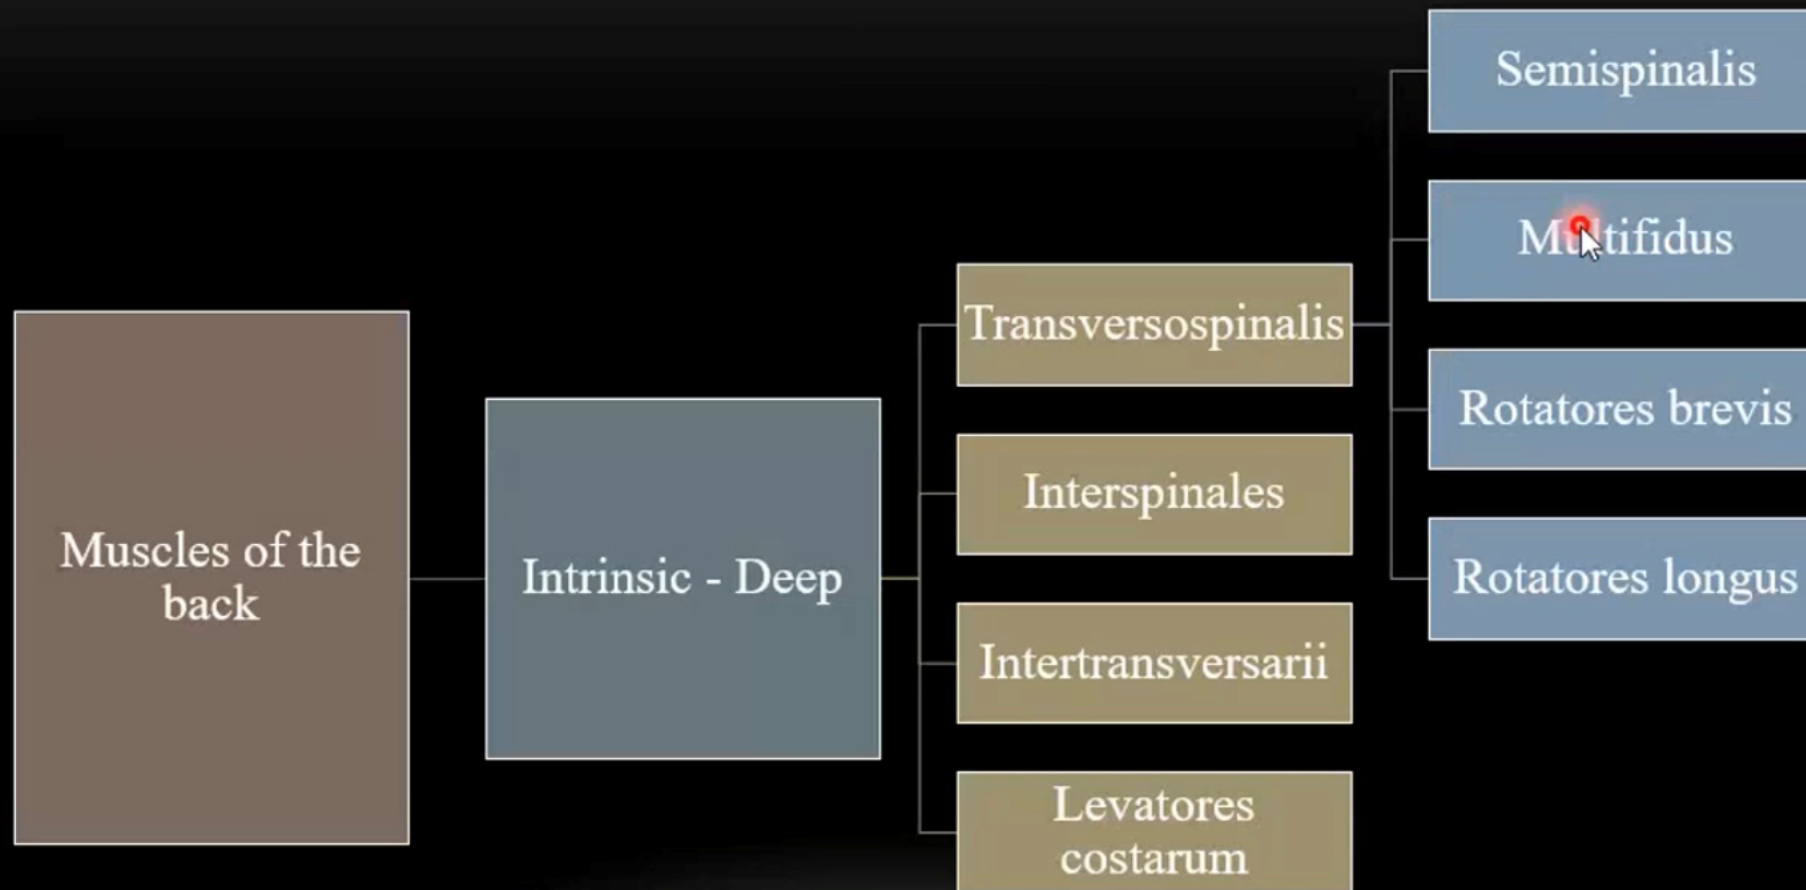 Muscles of the
back
Intrinsic - Deep
Transversospinalis
Interspinales
Intertransversarii
Levatores
costarum
Semispinalis
Multifidus
Rotatores brevis
Rotatores longus